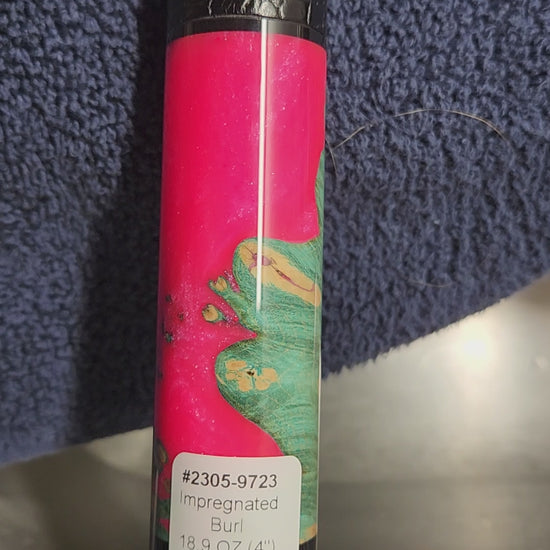 #2305-9723
Impregnated
Burl
18.9 OZ (4")